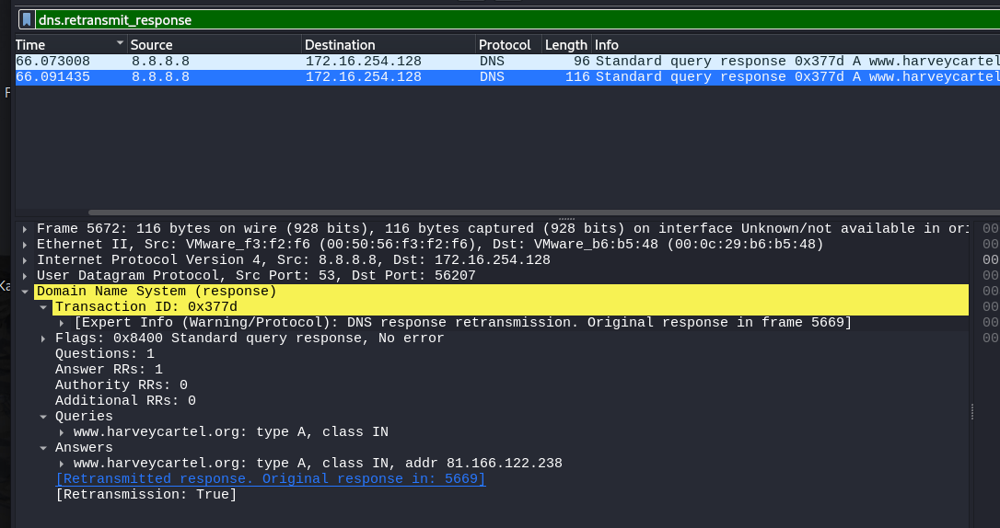 dns.retransmit_response
Time Source Destination Protocol Length Info
66.073008 8.8.8.8 172.16.254.128 DNS 96 Standard query response 0x377d A www.harveycartel
66.091435 8.8.8.8 172.16.254.128 DNS 116 Standard query response 0x377d A www.harveycartel
Frame 5672: 116 bytes on wire (928 bits), 116 bytes captured (928 bits) on interface Unknown/not available in ori
Ethernet II, Src: VMware_f3:f2:f6 (00:50:56:f3:f2:f6), Dst: VMware_b6:b5:48 (00:0c:29:b6:b5:48)
Internet Protocol Version 4, Src: 8.8.8.8, Dst: 172.16.254.128
User Datagram Protocol, Src Port: 53, Dst Port: 56207
Domain Name System (response)
Transaction ID: 0x377d
[Expert Info (Warning/Protocol): DNS response retransmission. Original response in frame 5669]
Flags: 0x8400 Standard query response, No error
Questions: 1
Answer RRs: 1
Authority RRs: 0
Additional RRs: 0
Queries
www.harveycartel.org: type A, class IN
Answers
www.harveycartel.org: type A, class IN, addr 81.166.122.238
[Retransmitted response. Original response in: 5669]
[Retransmission: True]
00
00
00
00
00
00
00
00